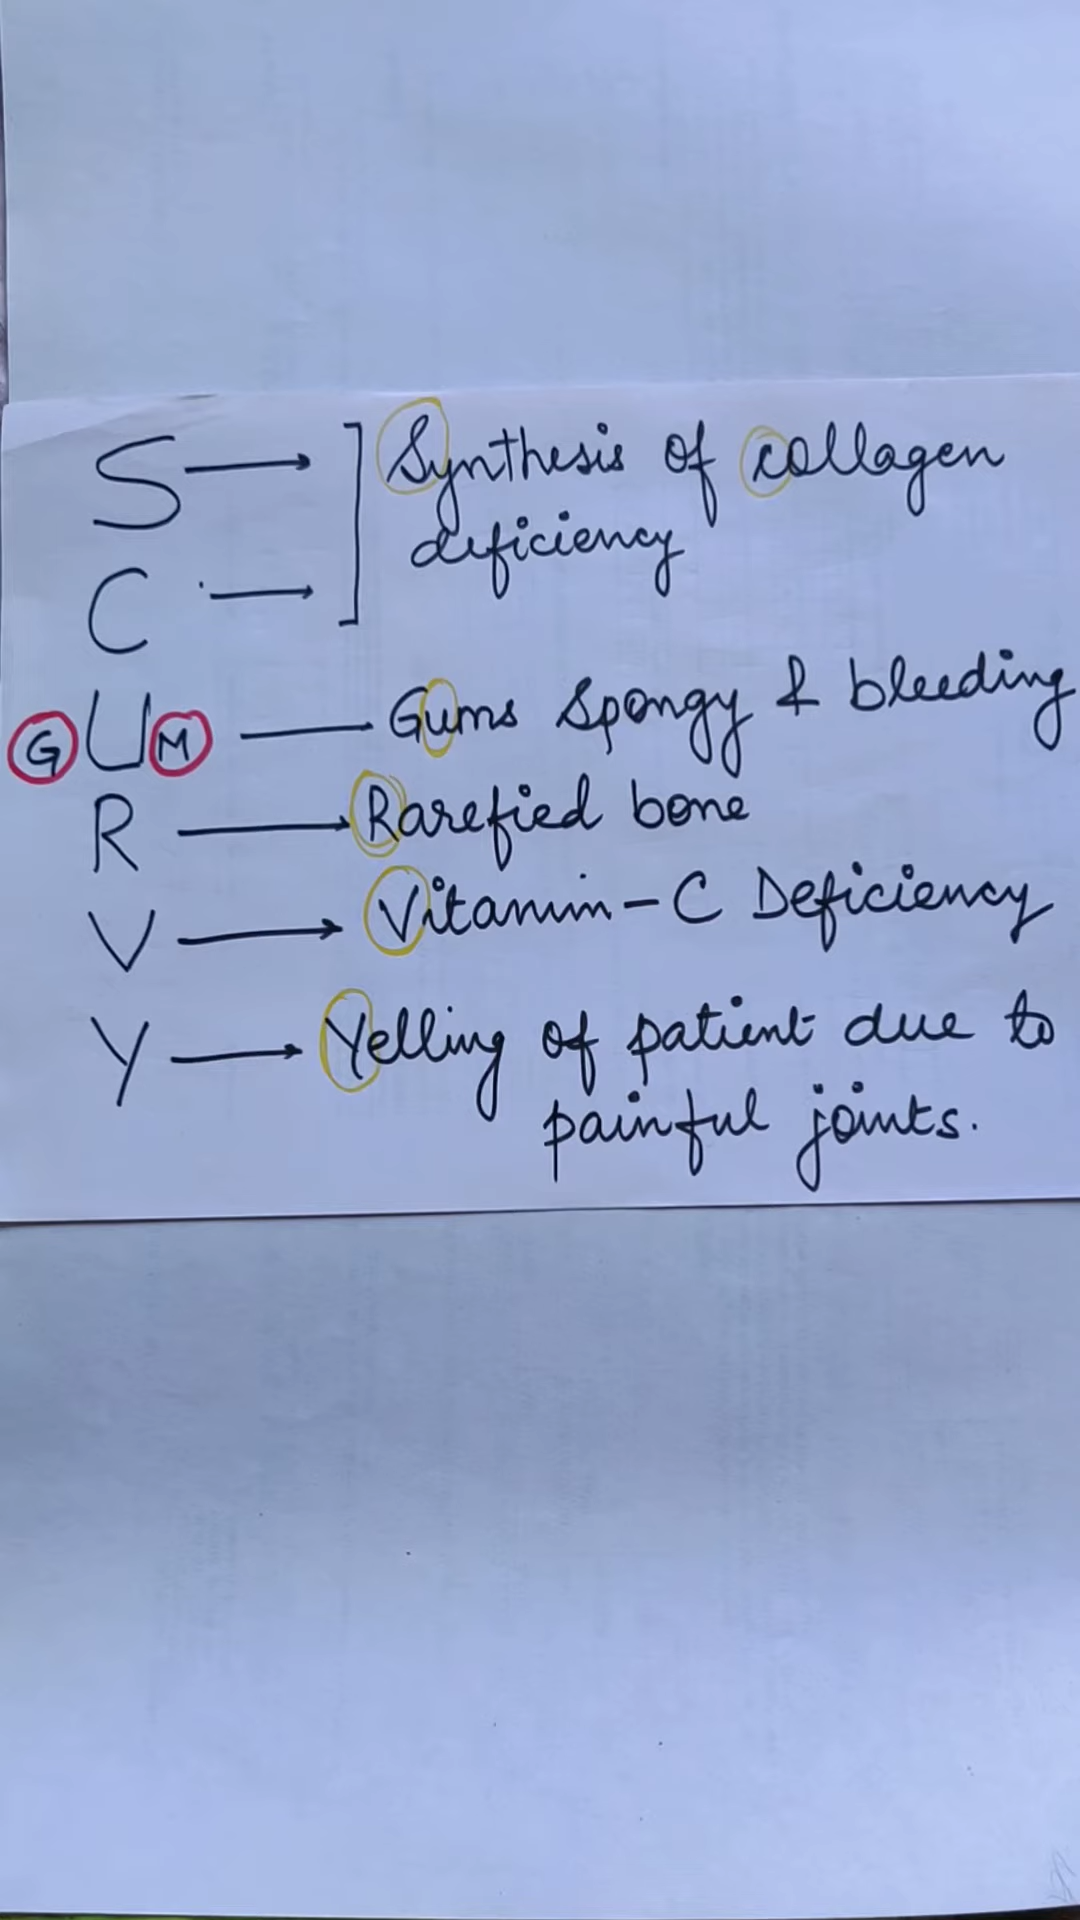 S → ] Synthesis of collagen
deficiency
C →
G U M — Gums spongy & bleeding
R → Rarefied bone
V → Vitamin-C Deficiency
Y → Yelling of patient due to
painful joints.